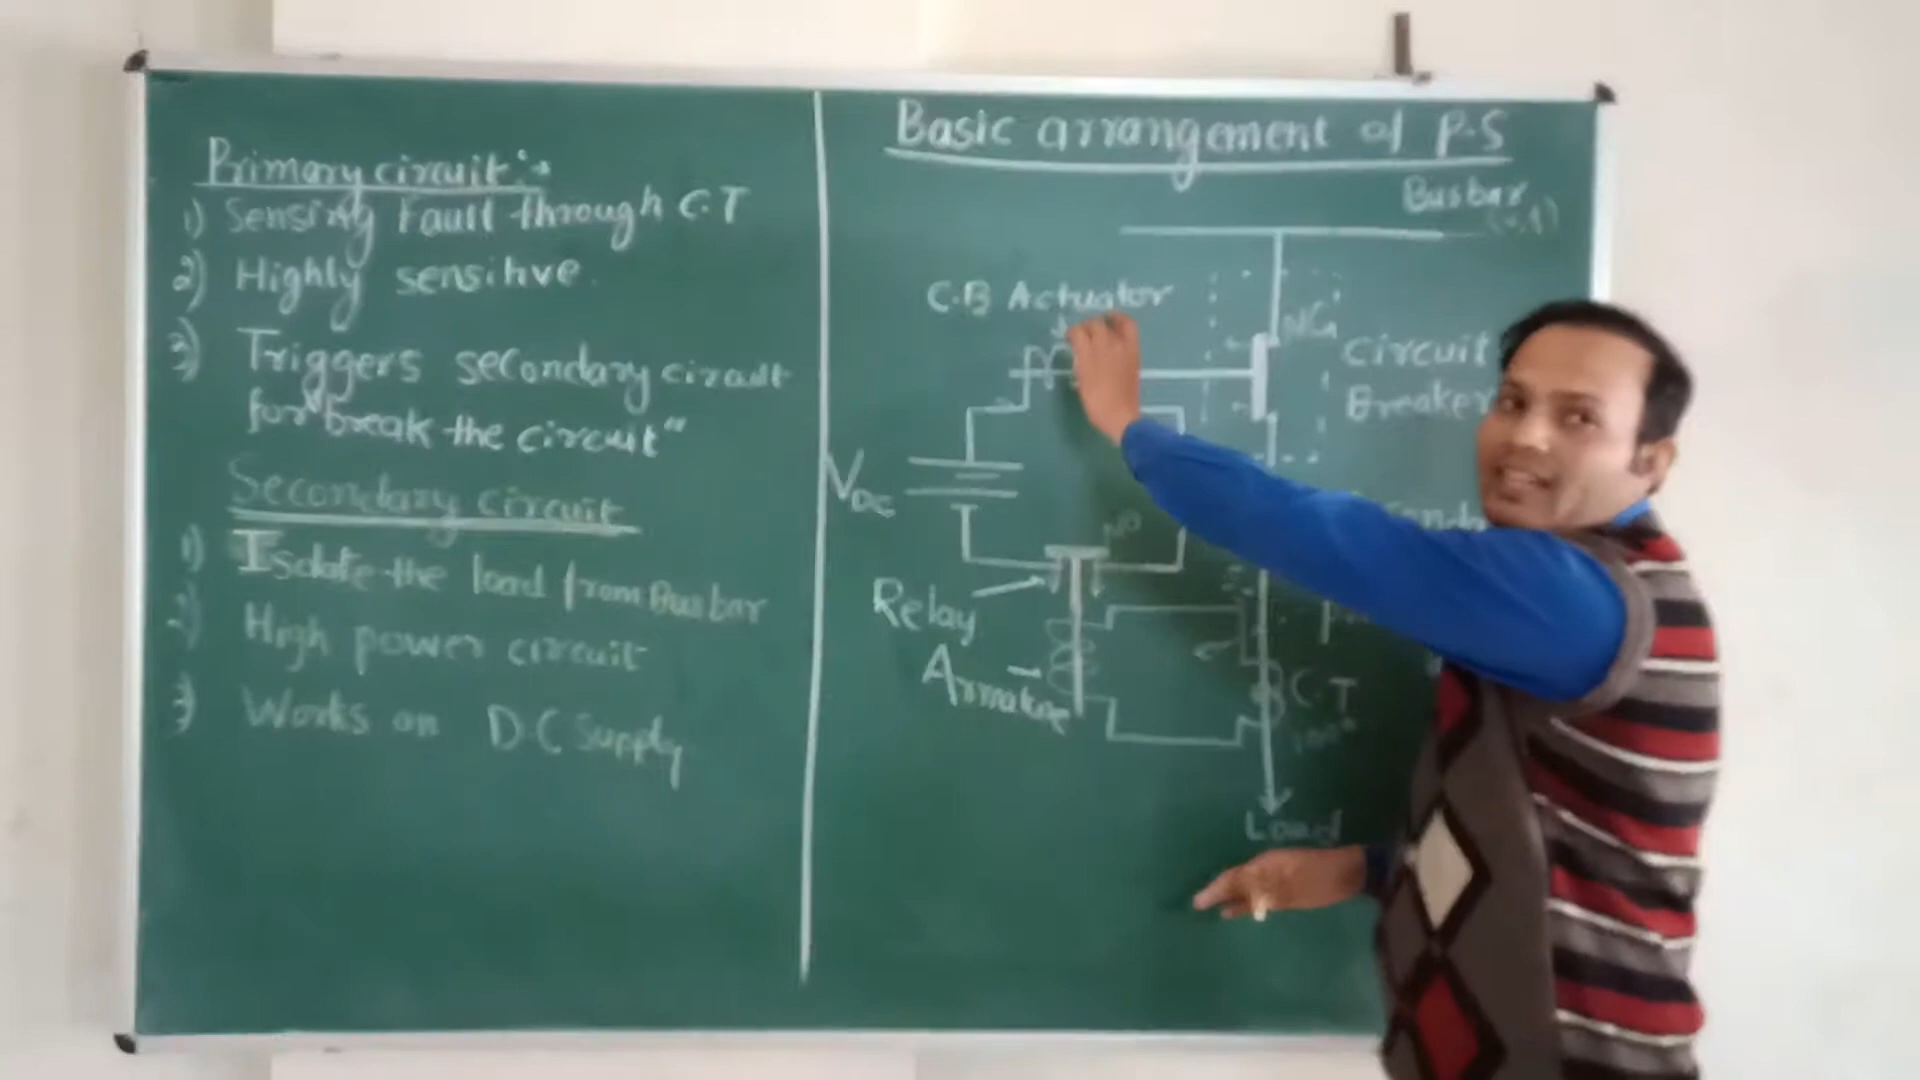 Primary circuit :-
1) Sensing Fault through C.T
2) Highly sensitive.
3) Triggers secondary circuit
for break the circuit"
Secondary circuit
1) Isolate the load from Busbar
2) High power circuit
3) Works on D.C supply
Basic arrangement of P.S
Busbar
C.B Actuator
NC
Circuit
Breaker
VDC
NO
Relay
Armature
C.T
Load